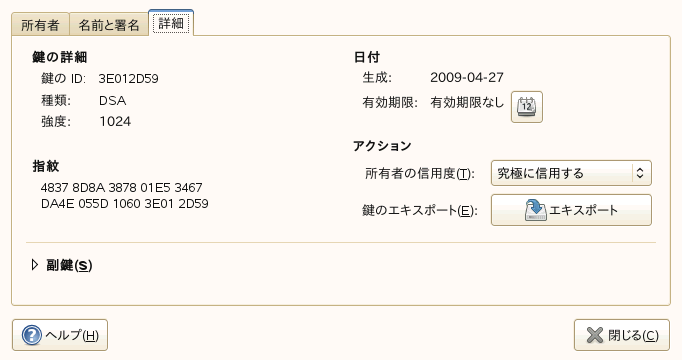 所有者 名前と署名 詳細
鍵の詳細
鍵の ID: 3E012D59
種類: DSA
強度: 1024
指紋
4837 8D8A 3878 01E5 3467
DA4E 055D 1060 3E01 2D59
日付
生成: 2009-04-27
有効期限: 有効期限なし 12
アクション
所有者の信用度(T): 究極に信用する
鍵のエキスポート(E): エキスポート
副鍵(S)
ヘルプ(H) 閉じる(C)